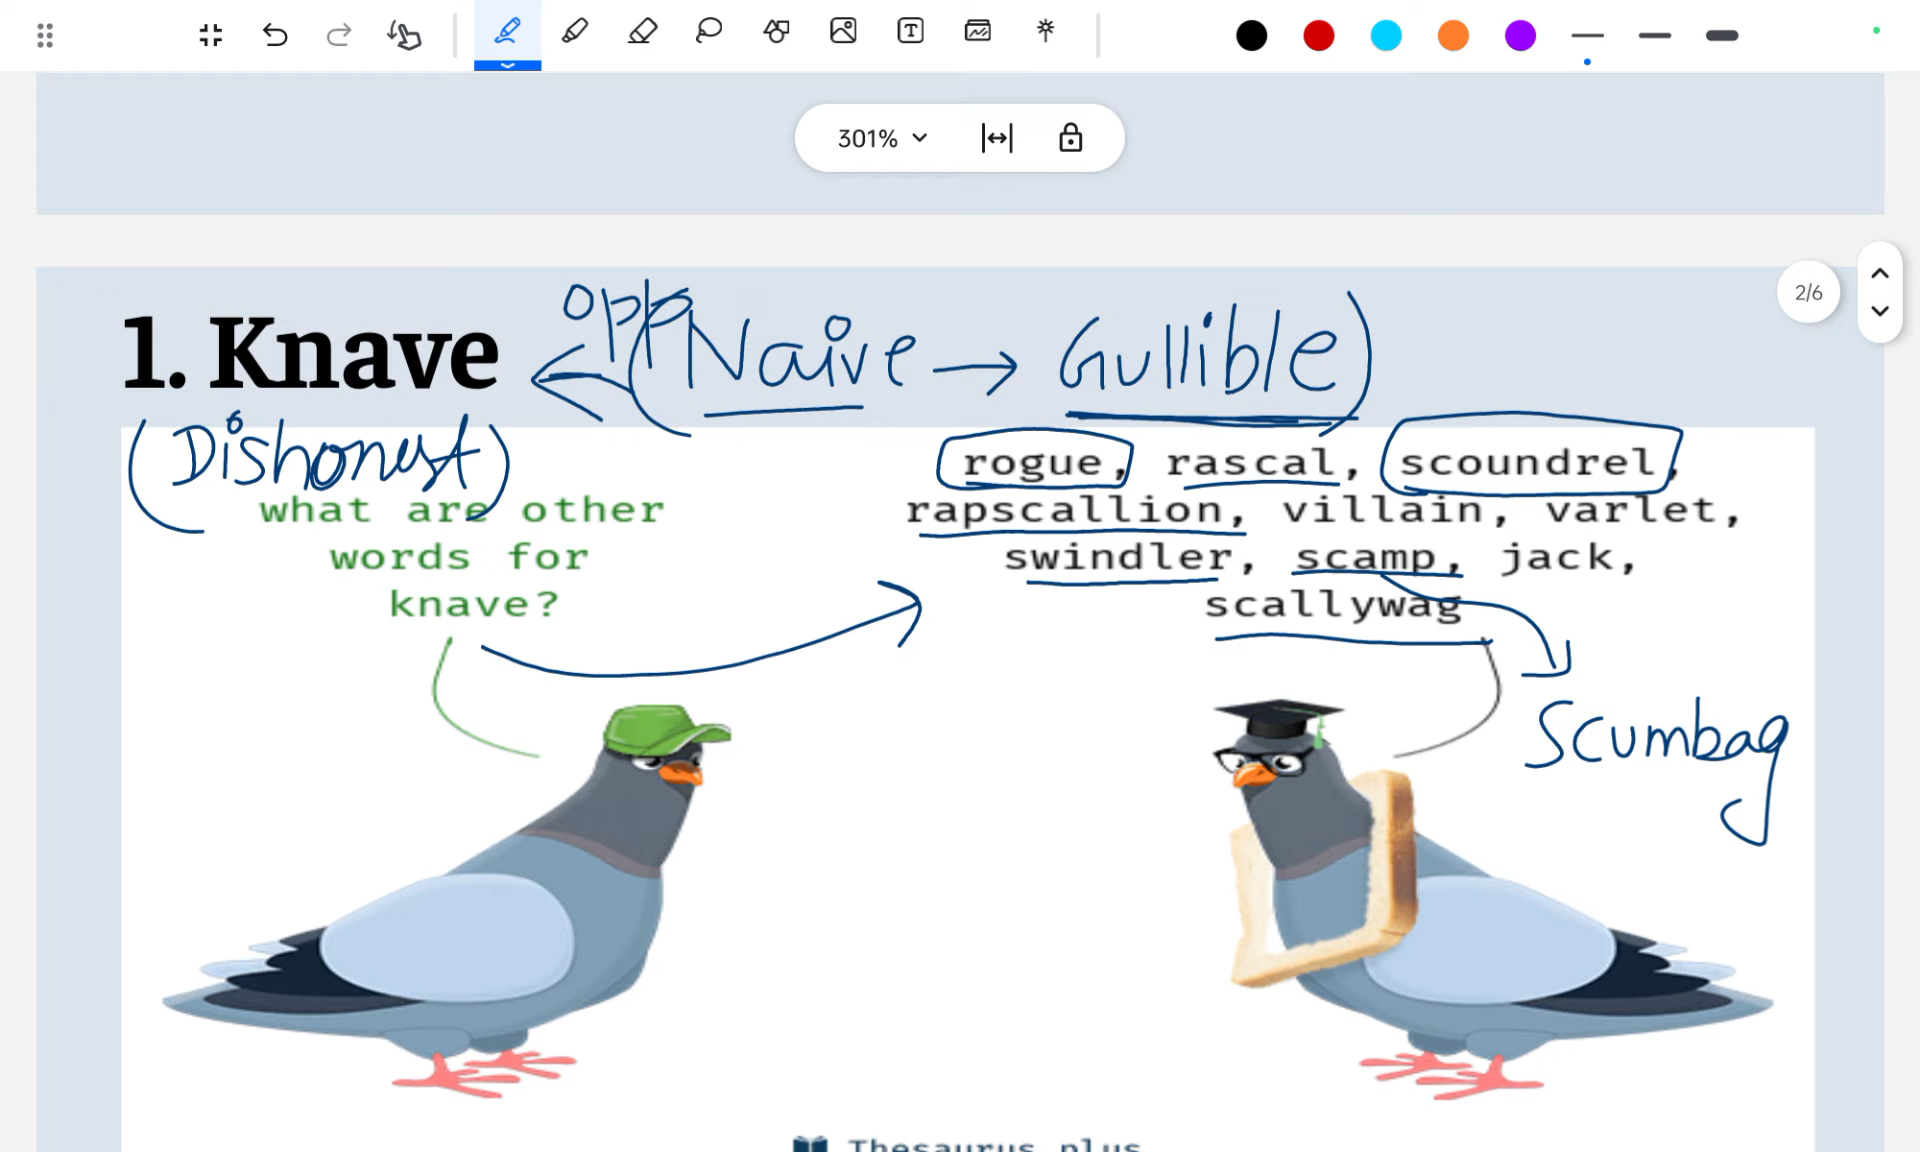 301%
2/6
opp
1. Knave (Naive → Gullible)
(Dishonest)
what are other
words for
knave?
rogue, rascal, scoundrel,
rapscallion, villain, varlet,
swindler, scamp, jack,
scallywag
Scumbag
Thesaurus plus